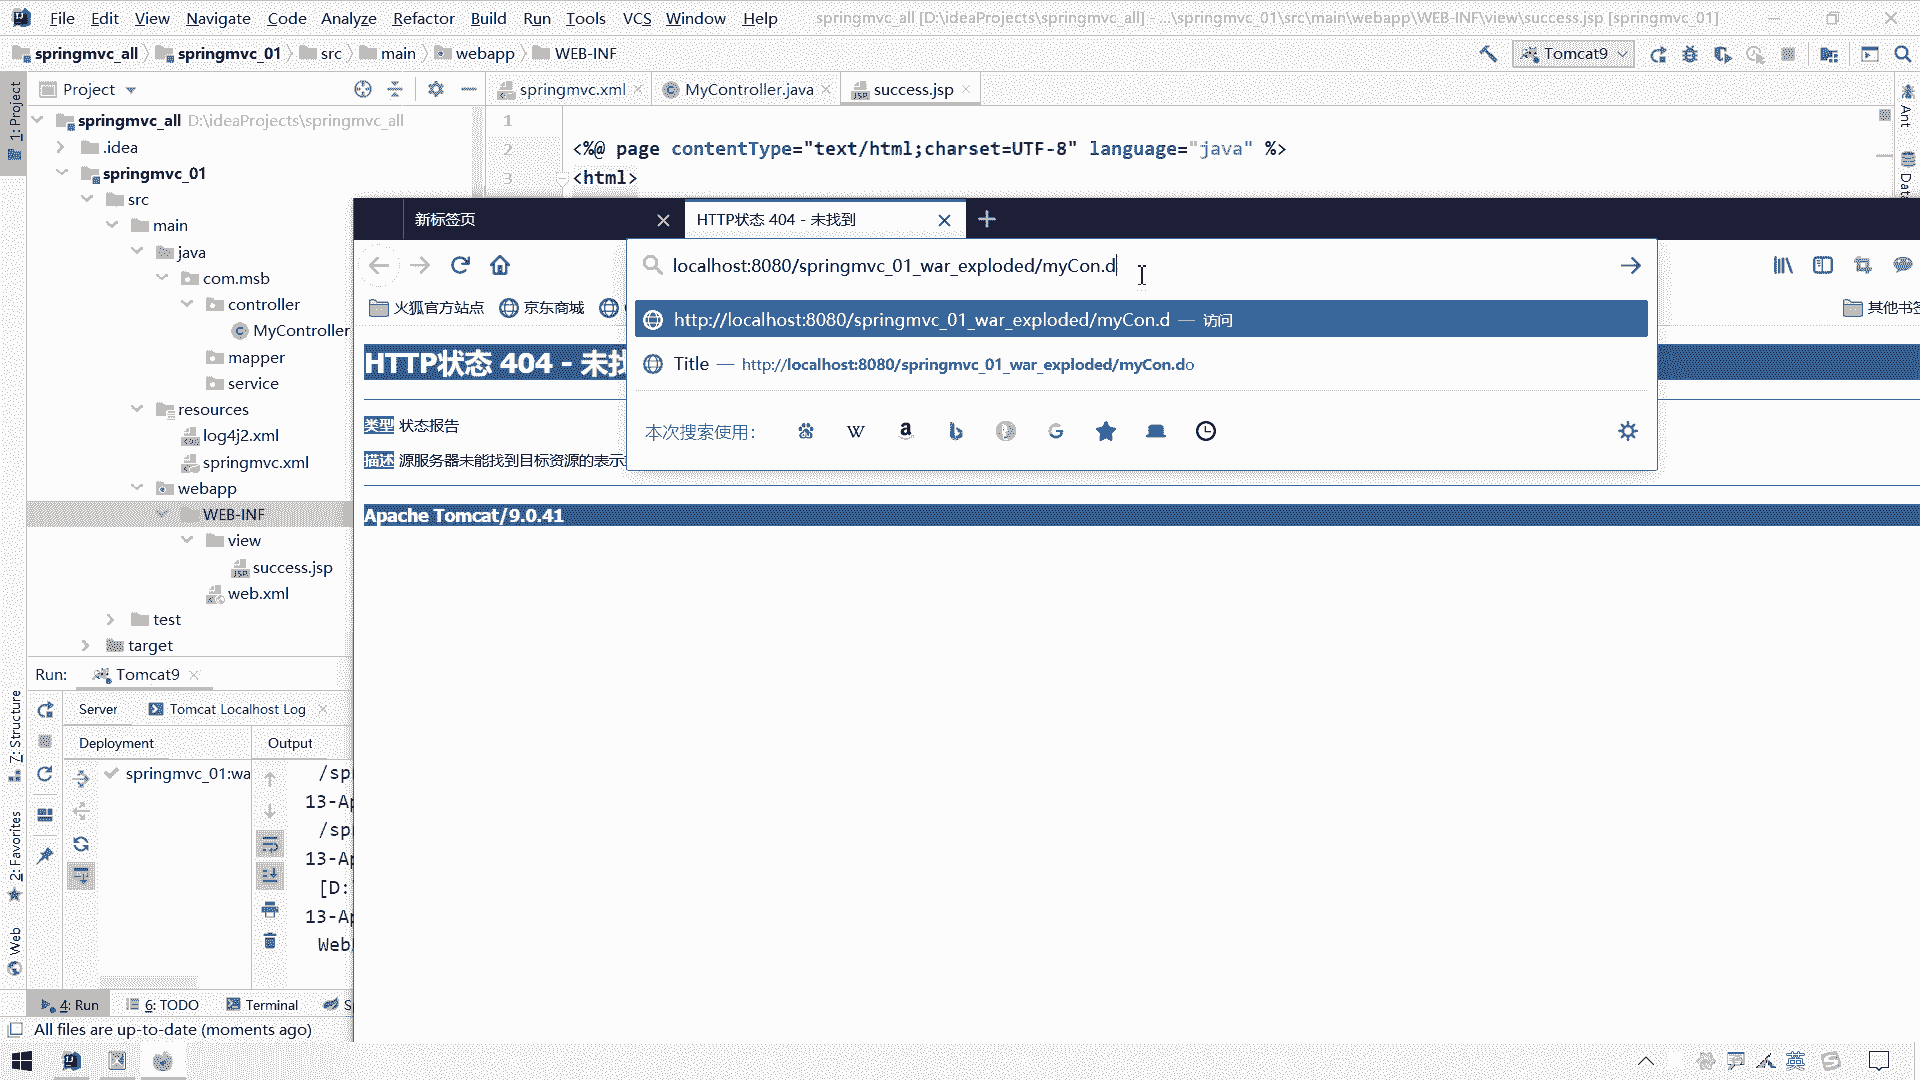 File Edit View Navigate Code Analyze Refactor Build Run Tools VCS Window Help springmvc_all [D:\ideaProjects\springmvc_all] - ...\springmvc_01\src\main\webapp\WEB-INF\view\success.jsp [springmvc_01]
springmvc_all springmvc_01 src main webapp WEB-INF Tomcat9
1: Project
Project
springmvc.xml MyController.java success.jsp
Ant
springmvc_all D:\ideaProjects\springmvc_all
.idea
springmvc_01
src
main
java
com.msb
controller
MyController
mapper
service
resources
log4j2.xml
springmvc.xml
webapp
WEB-INF
view
success.jsp
web.xml
test
target
1
2 <%@ page contentType="text/html;charset=UTF-8" language="java" %>
3 <html>
新标签页 HTTP状态 404 - 未找到
localhost:8080/springmvc_01_war_exploded/myCon.d
火狐官方站点 京东商城 其他书签
http://localhost:8080/springmvc_01_war_exploded/myCon.d — 访问
Title — http://localhost:8080/springmvc_01_war_exploded/myCon.do
本次搜索使用：
HTTP状态 404 - 未找
类型 状态报告
描述 源服务器未能找到目标资源的表示
Apache Tomcat/9.0.41
Run: Tomcat9
Server Tomcat Localhost Log
Deployment Output
springmvc_01:wa
/sp
13-Ap
/sp
13-Ap
[D:
13-Ap
Web
7: Structure
2: Favorites
Web
4: Run 6: TODO Terminal S
All files are up-to-date (moments ago)
英